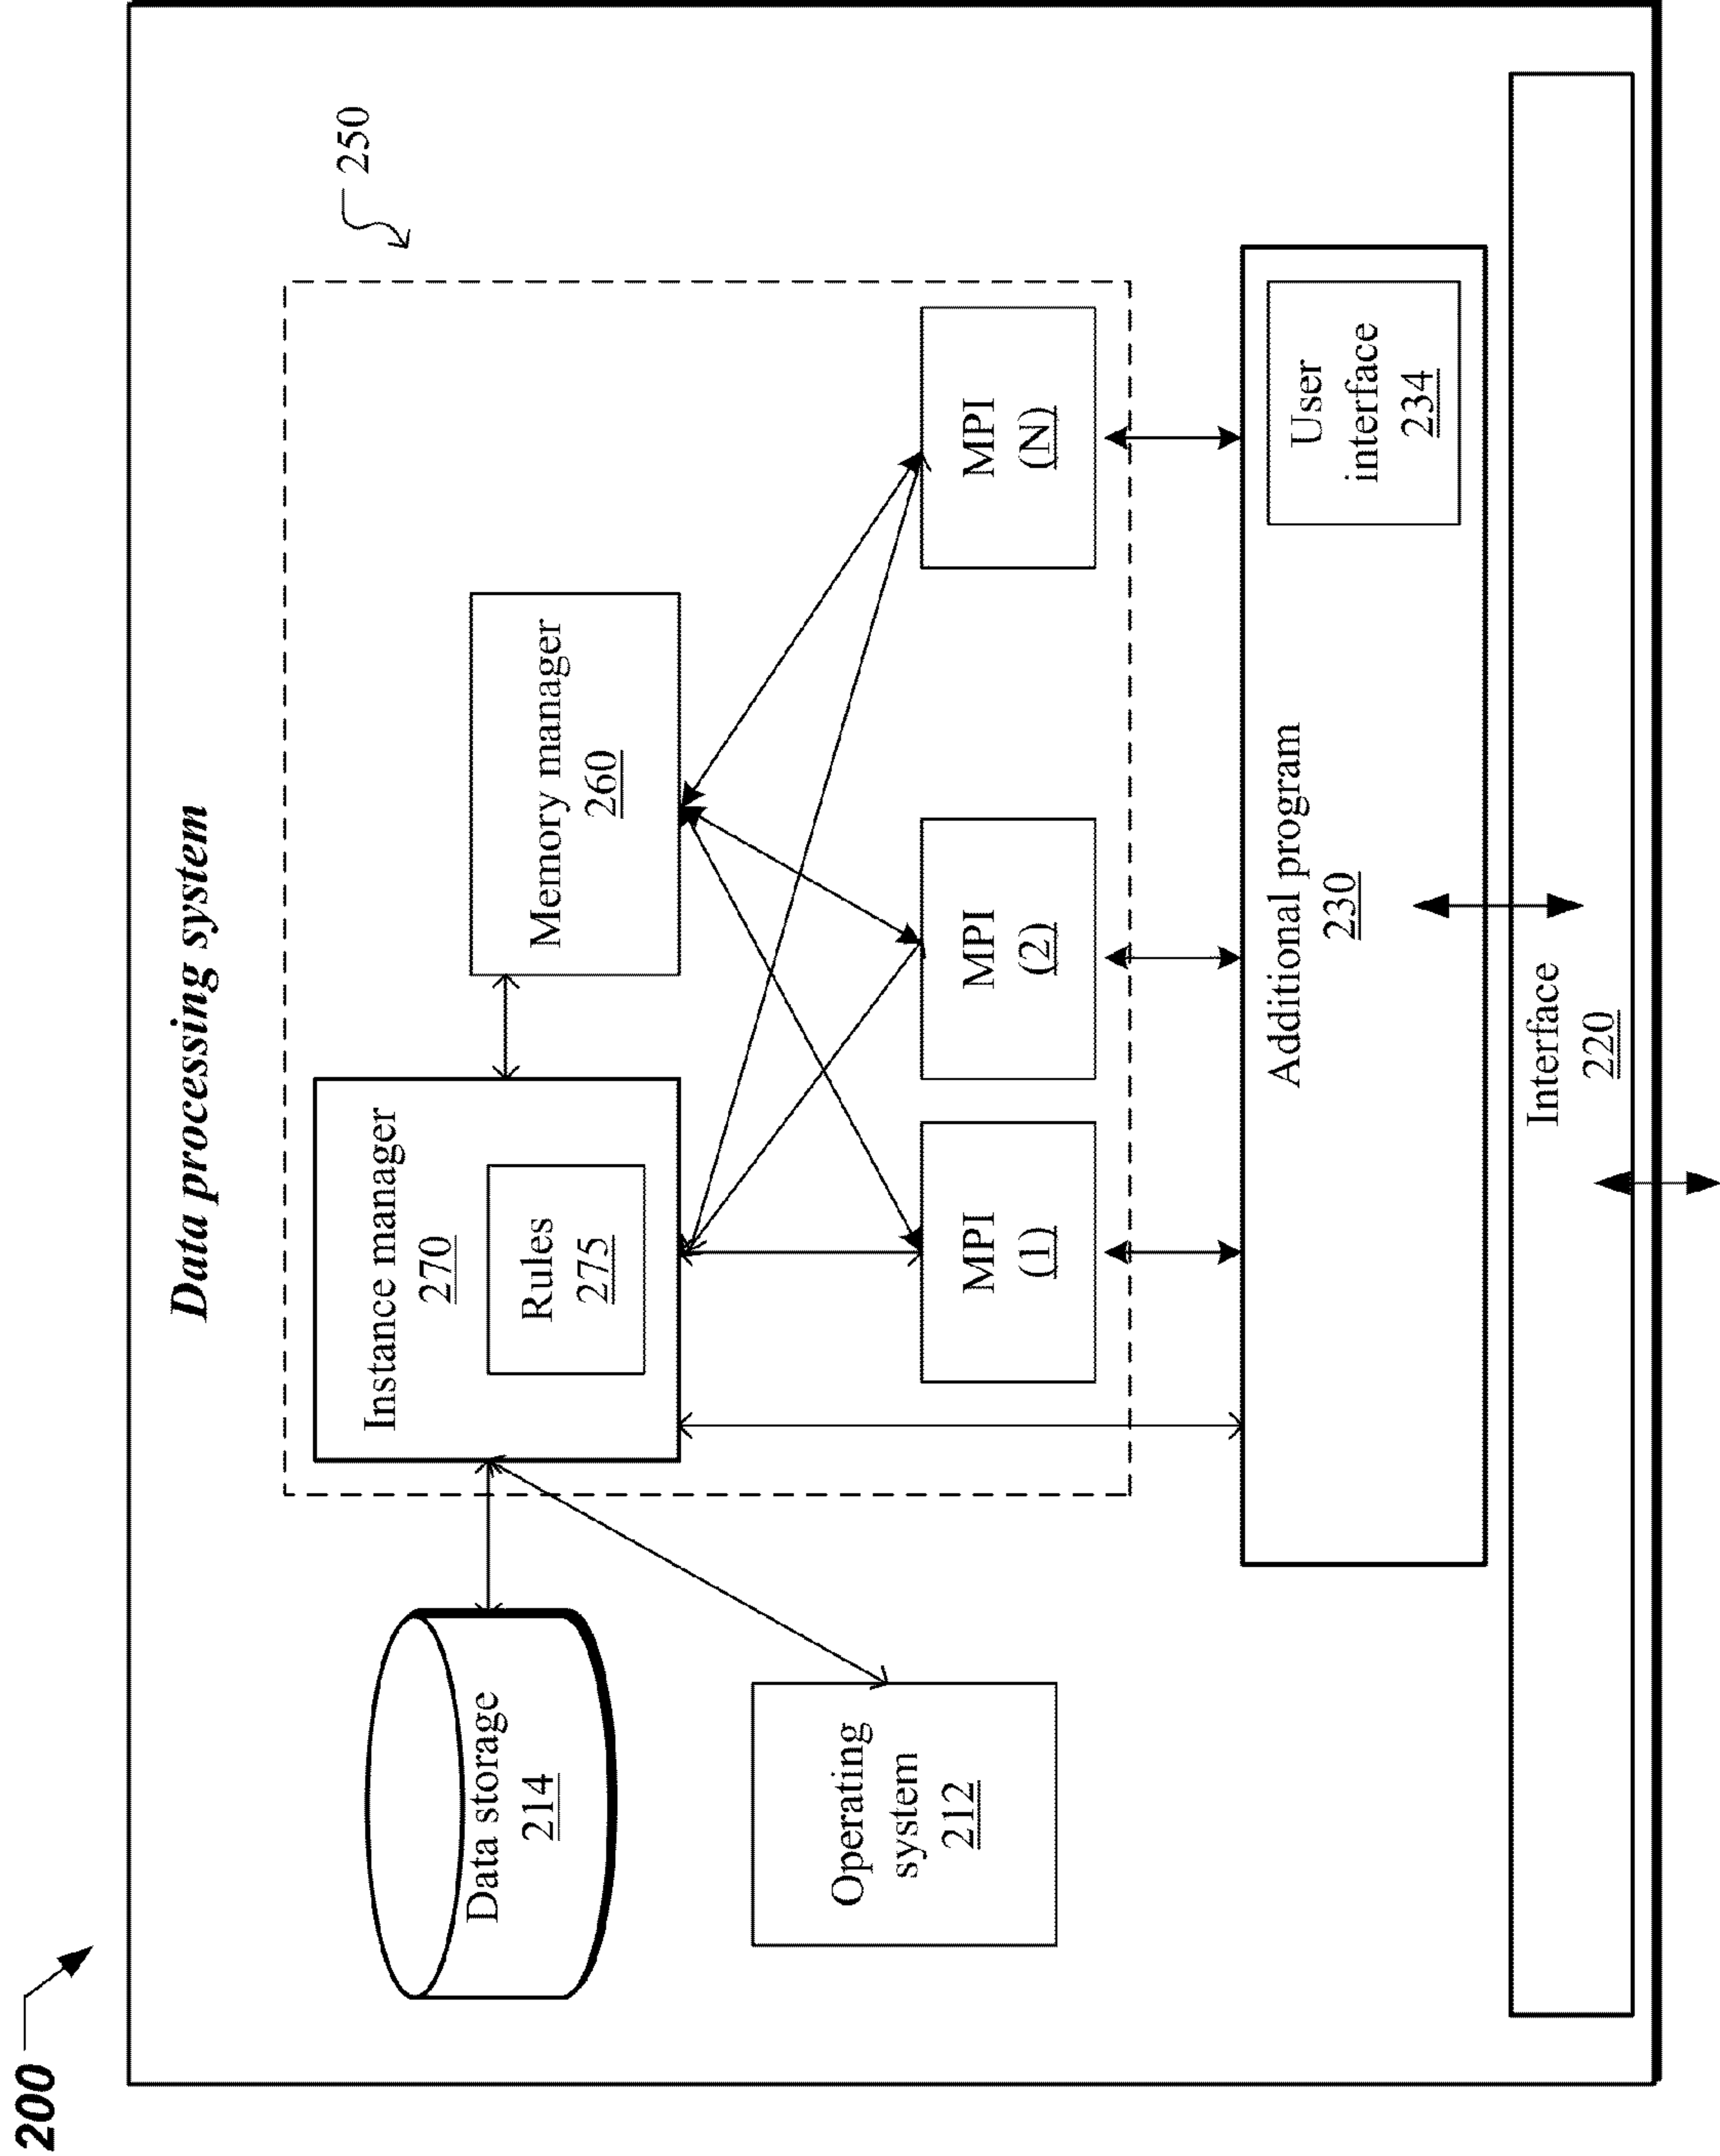 200
Data processing system
250
Data storage
214
Instance manager
270
Rules
275
Memory manager
260
Operating
system
212
MPI
(1)
MPI
(2)
MPI
(N)
Additional program
230
User
interface
234
Interface
220